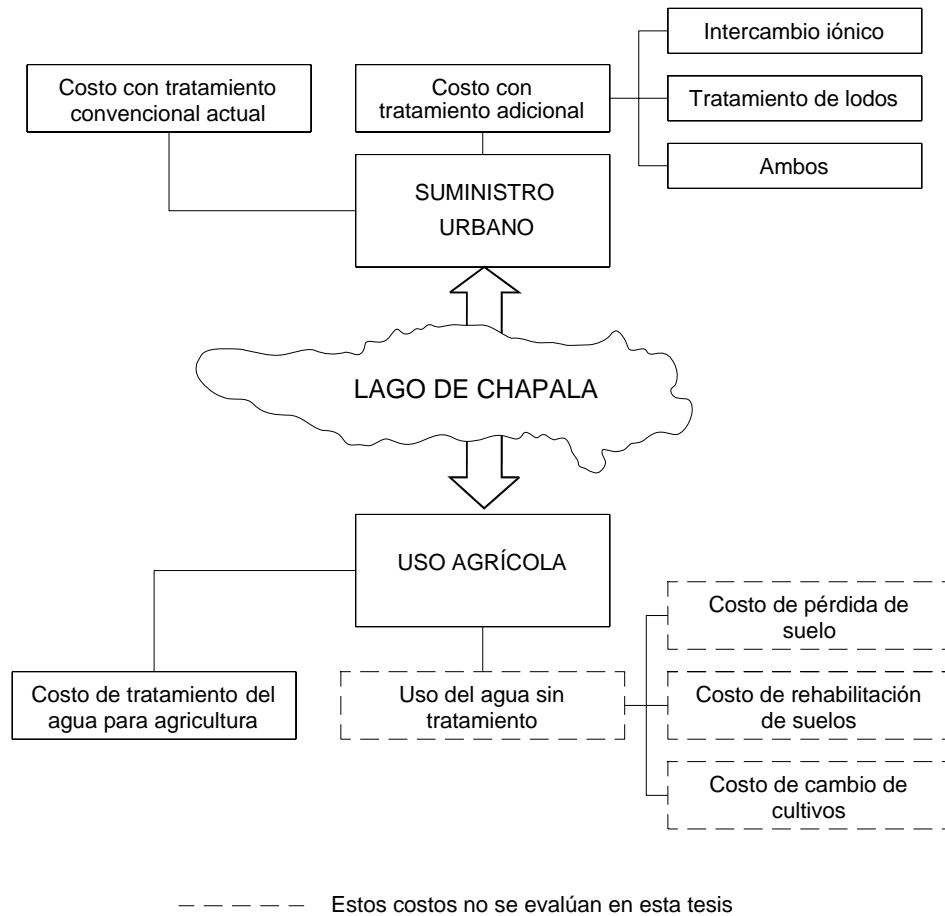 Intercambio iónico
Costo con tratamiento
convencional actual
Costo con
tratamiento adicional
Tratamiento de lodos
Ambos
SUMINISTRO
URBANO
LAGO DE CHAPALA
USO AGRÍCOLA
Costo de pérdida de
suelo
Costo de tratamiento del
agua para agricultura
Uso del agua sin
tratamiento
Costo de rehabilitación
de suelos
Costo de cambio de
cultivos
Estos costos no se evalúan en esta tesis